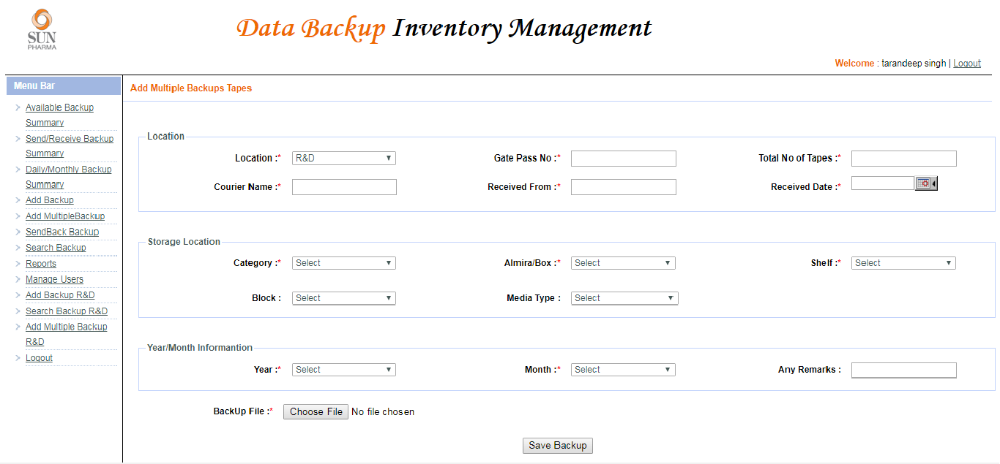 SUN
PHARMA
Data Backup Inventory Management
Welcome : tarandeep singh | Logout
Menu Bar
Available Backup
Summary
Send/Receive Backup
Summary
Daily/Monthly Backup
Summary
Add Backup
Add MultipleBackup
SendBack Backup
Search Backup
Reports
Manage Users
Add Backup R&D
Search Backup R&D
Add Multiple Backup
R&D
Logout
Add Multiple Backups Tapes
Location
Location :* R&D Gate Pass No :* Total No of Tapes :*
Courier Name :* Received From :* Received Date :*
Storage Location
Category :* Select Almira/Box :* Select Shelf :* Select
Block : Select Media Type : Select
Year/Month Informantion
Year :* Select Month :* Select Any Remarks :
BackUp File :* Choose File No file chosen
Save Backup